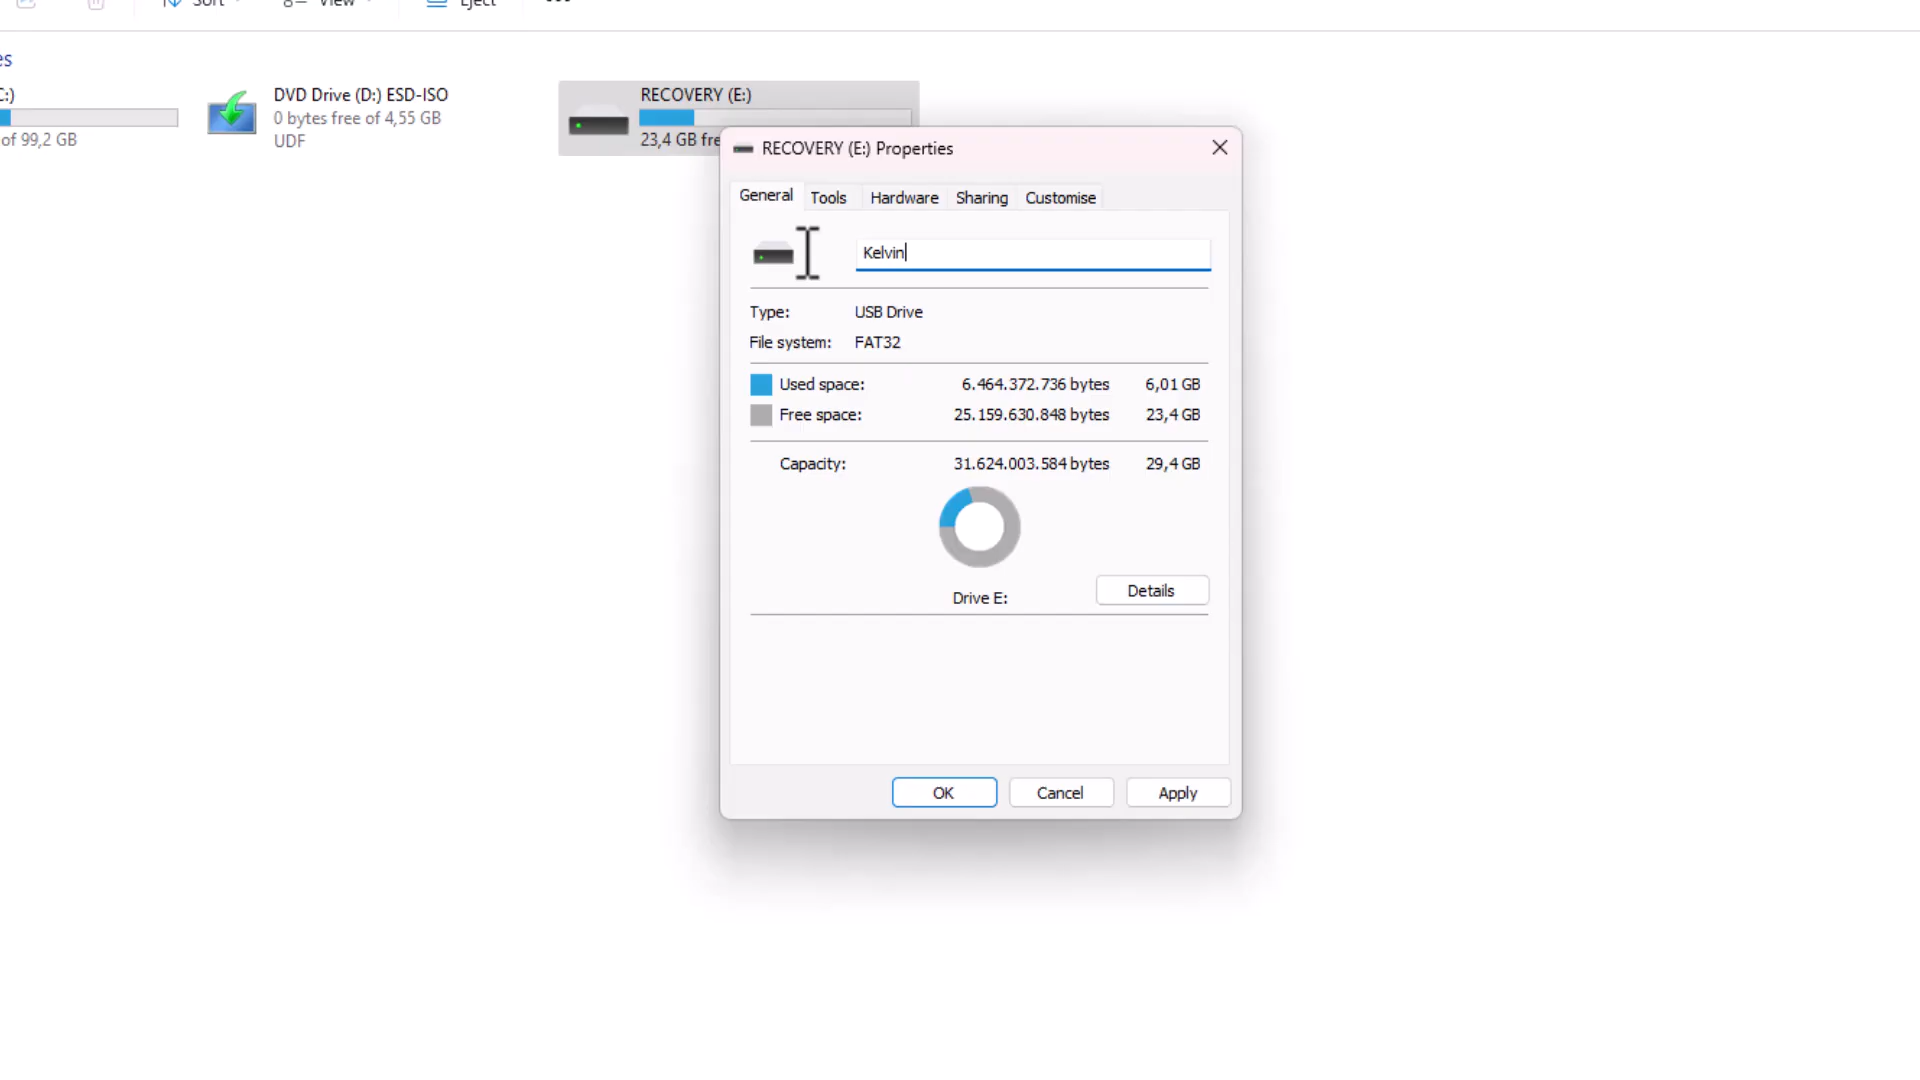 Sort
View
Eject
es
C:)
of 99,2 GB
DVD Drive (D:) ESD-ISO
0 bytes free of 4,55 GB
UDF
RECOVERY (E:)
23,4 GB fre
RECOVERY (E:) Properties
General Tools Hardware Sharing Customise
Kelvin
Type: USB Drive
File system: FAT32
Used space: 6.464.372.736 bytes 6,01 GB
Free space: 25.159.630.848 bytes 23,4 GB
Capacity: 31.624.003.584 bytes 29,4 GB
Drive E:
Details
OK Cancel Apply